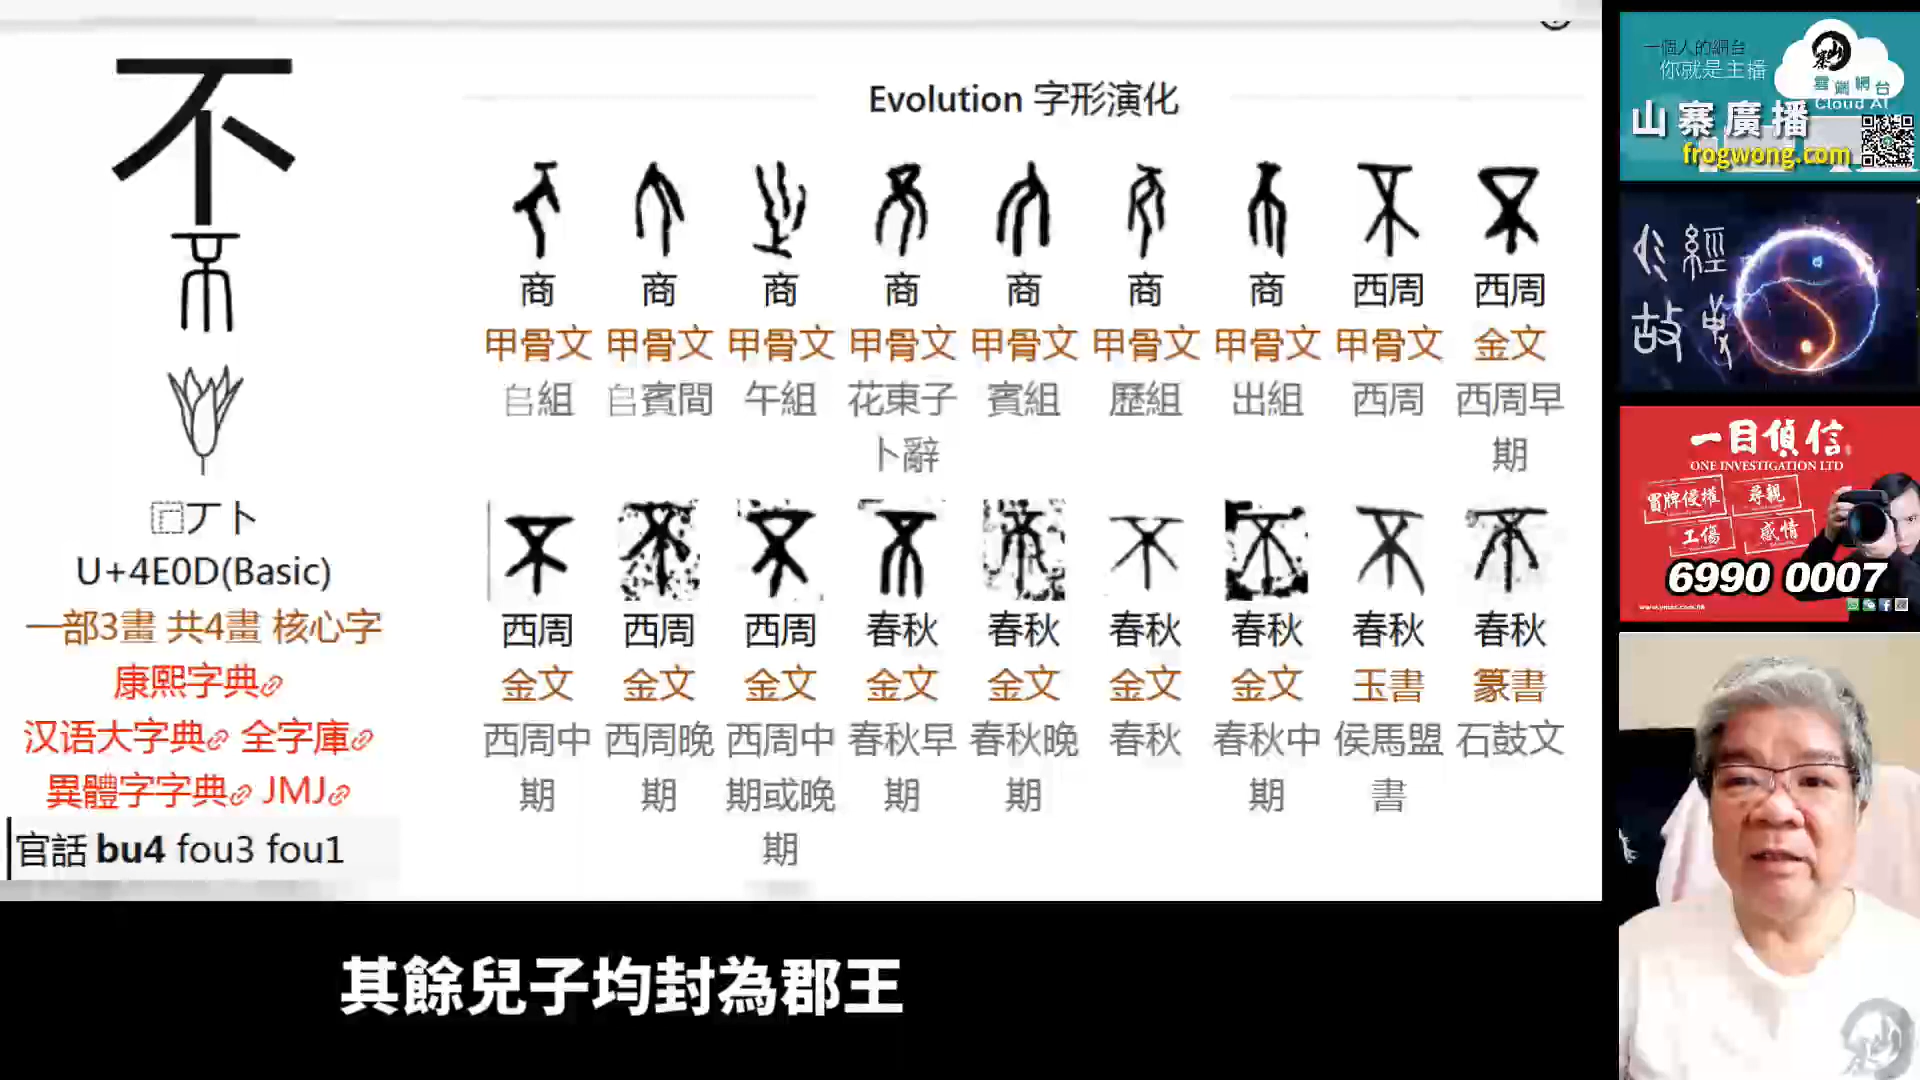 不
Evolution 字形演化
商 商 商 商 商 商 商 西周 西周
甲骨文 甲骨文 甲骨文 甲骨文 甲骨文 甲骨文 甲骨文 甲骨文 金文
𠂤組 𠂤賓間 午組 花東子卜辭 賓組 歷組 出組 西周 西周早期
西周 西周 西周 春秋 春秋 春秋 春秋 春秋 春秋
金文 金文 金文 金文 金文 金文 金文 玉書 篆書
西周中期 西周晚期 西周中期或晚期 春秋早期 春秋晚期 春秋 春秋中期 侯馬盟書 石鼓文
⿸丆卜
U+4E0D(Basic)
一部3畫 共4畫 核心字
康熙字典
汉语大字典 全字庫
異體字字典 JMJ
官話 bu4 fou3 fou1
其餘兒子均封為郡王
一個人的網台
你就是主播
雲端網台
Cloud AI
山寨廣播
frogwong.com
經
故
一目偵信
ONE INVESTIGATION LTD
冒牌侵權 尋親
工傷 感情
6990 0007